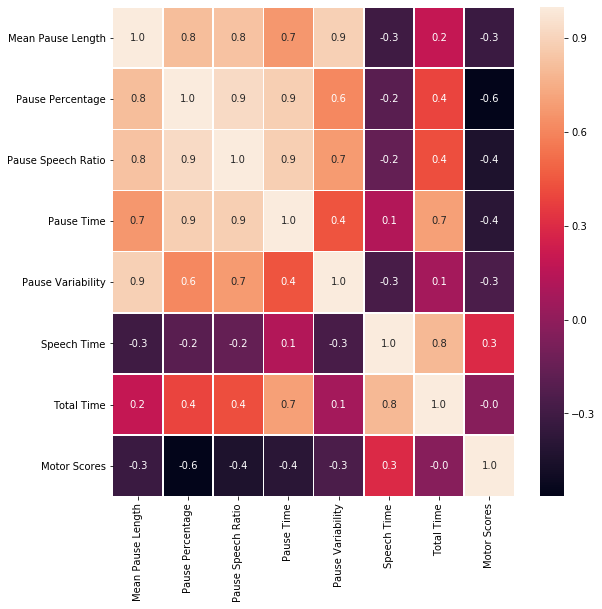 Mean Pause Length 1.0 0.8 0.8 0.7 0.9 -0.3 0.2 -0.3
Pause Percentage 0.8 1.0 0.9 0.9 0.6 -0.2 0.4 -0.6
Pause Speech Ratio 0.8 0.9 1.0 0.9 0.7 -0.2 0.4 -0.4
Pause Time 0.7 0.9 0.9 1.0 0.4 0.1 0.7 -0.4
Pause Variability 0.9 0.6 0.7 0.4 1.0 -0.3 0.1 -0.3
Speech Time -0.3 -0.2 -0.2 0.1 -0.3 1.0 0.8 0.3
Total Time 0.2 0.4 0.4 0.7 0.1 0.8 1.0 -0.0
Motor Scores -0.3 -0.6 -0.4 -0.4 -0.3 0.3 -0.0 1.0
Mean Pause Length
Pause Percentage
Pause Speech Ratio
Pause Time
Pause Variability
Speech Time
Total Time
Motor Scores
0.9
0.6
0.3
0.0
−0.3